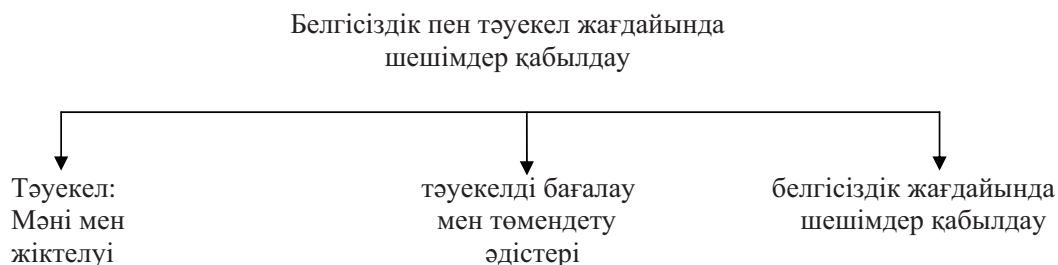 Белгісіздік пен тәуекел жағдайында
шешімдер қабылдау
Тәуекел:
Мәні мен
жіктелуі
тәуекелді бағалау
мен төмендету
әдістері
белгісіздік жағдайында
шешімдер қабылдау